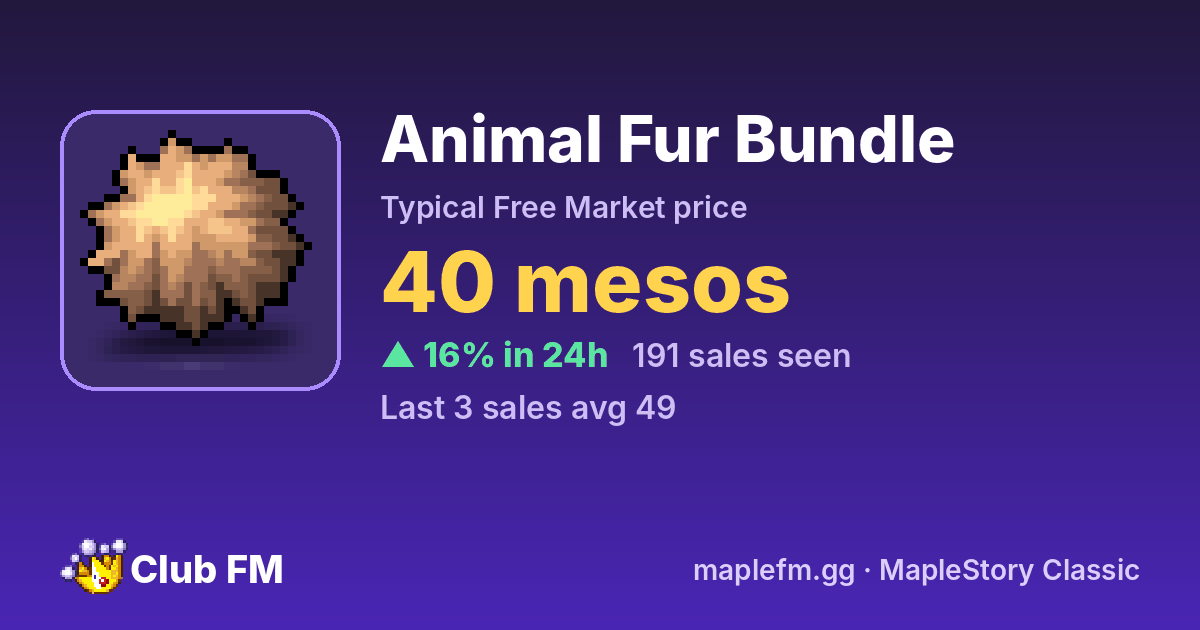 Animal Fur Bundle
Typical Free Market price
40 mesos
▲ 16% in 24h 191 sales seen
Last 3 sales avg 49
Club FM
maplefm.gg · MapleStory Classic